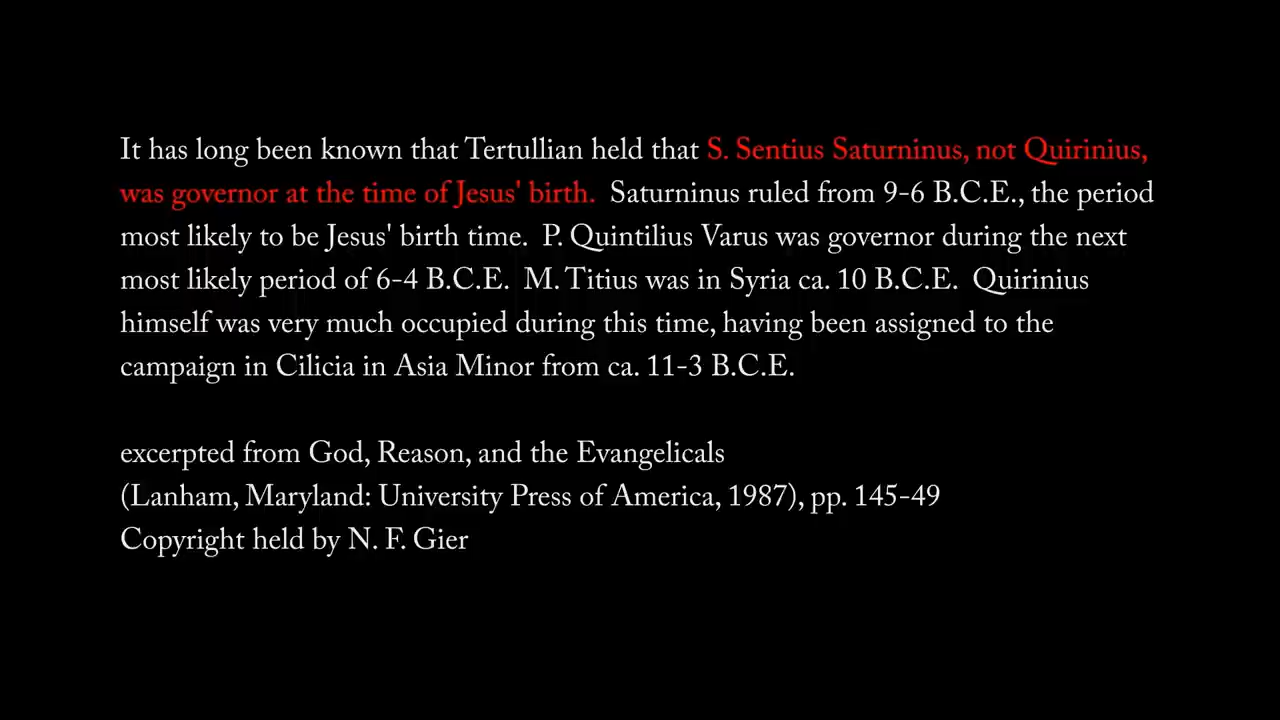 It has long been known that Tertullian held that S. Sentius Saturninus, not Quirinius,
was governor at the time of Jesus' birth. Saturninus ruled from 9-6 B.C.E., the period
most likely to be Jesus' birth time. P. Quintilius Varus was governor during the next
most likely period of 6-4 B.C.E. M. Titius was in Syria ca. 10 B.C.E. Quirinius
himself was very much occupied during this time, having been assigned to the
campaign in Cilicia in Asia Minor from ca. 11-3 B.C.E.
excerpted from God, Reason, and the Evangelicals
(Lanham, Maryland: University Press of America, 1987), pp. 145-49
Copyright held by N. F. Gier